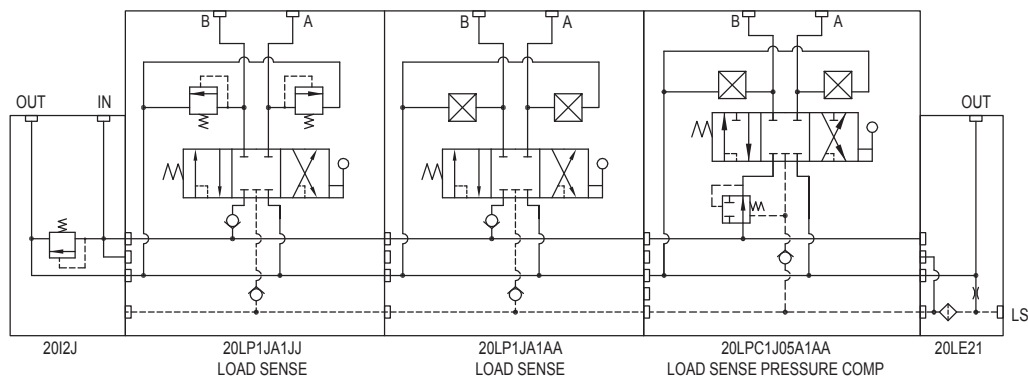 B A
B A
B A
OUT IN
OUT
LS
20I2J
20LP1JA1JJ
LOAD SENSE
20LP1JA1AA
LOAD SENSE
20LPC1J05A1AA
LOAD SENSE PRESSURE COMP
20LE21